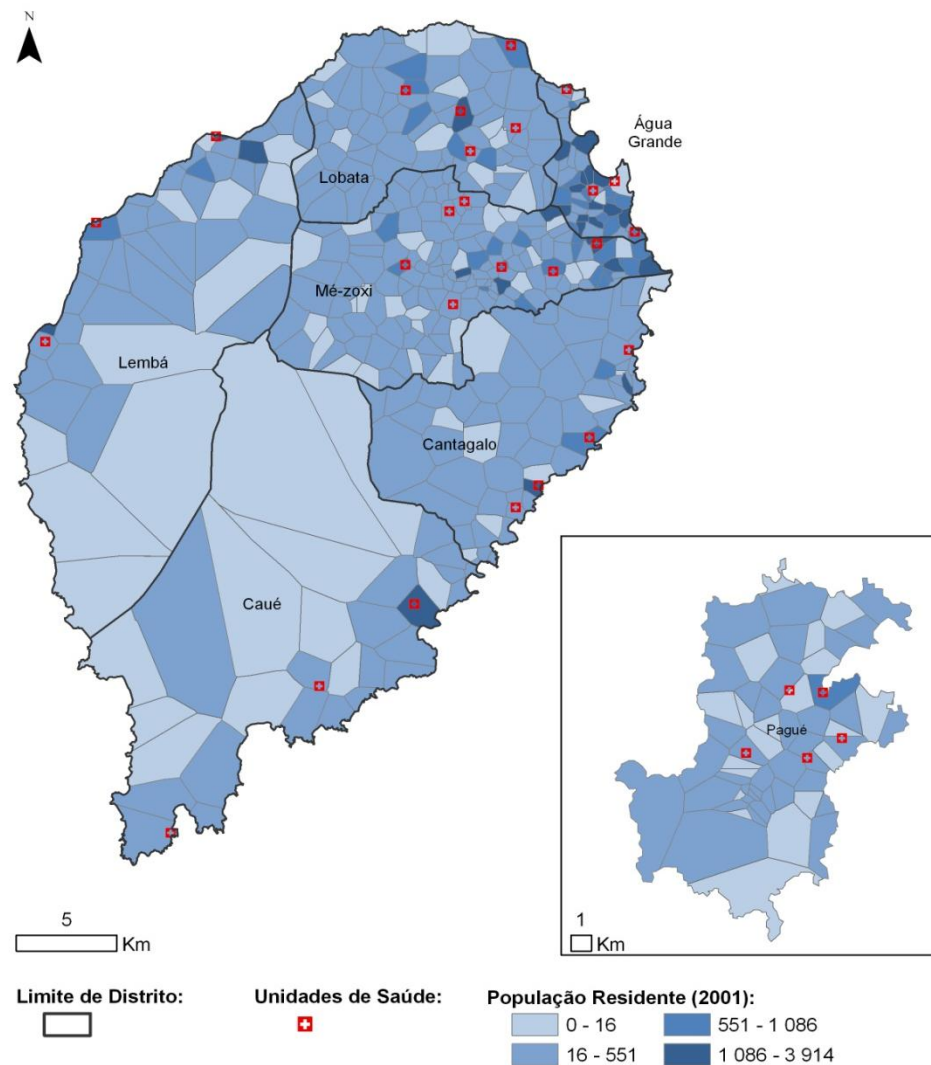 N
Água
Grande
Lobata
Mé-zoxi
Lembá
Cantagalo
Caué
Pagué
5
Km
1
Km
Limite de Distrito:
Unidades de Saúde:
População Residente (2001):
0 - 16
551 - 1 086
16 - 551
1 086 - 3 914